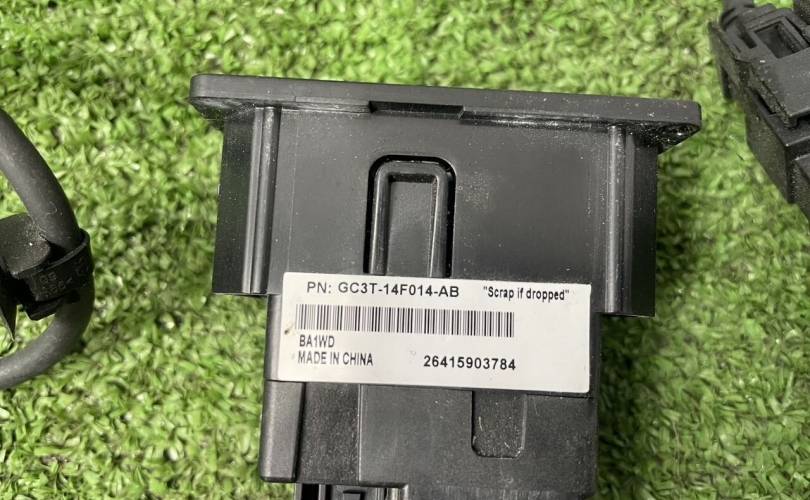 PN: GC3T-14F014-AB "Scrap if dropped"
BA1WD
MADE IN CHINA 26415903784